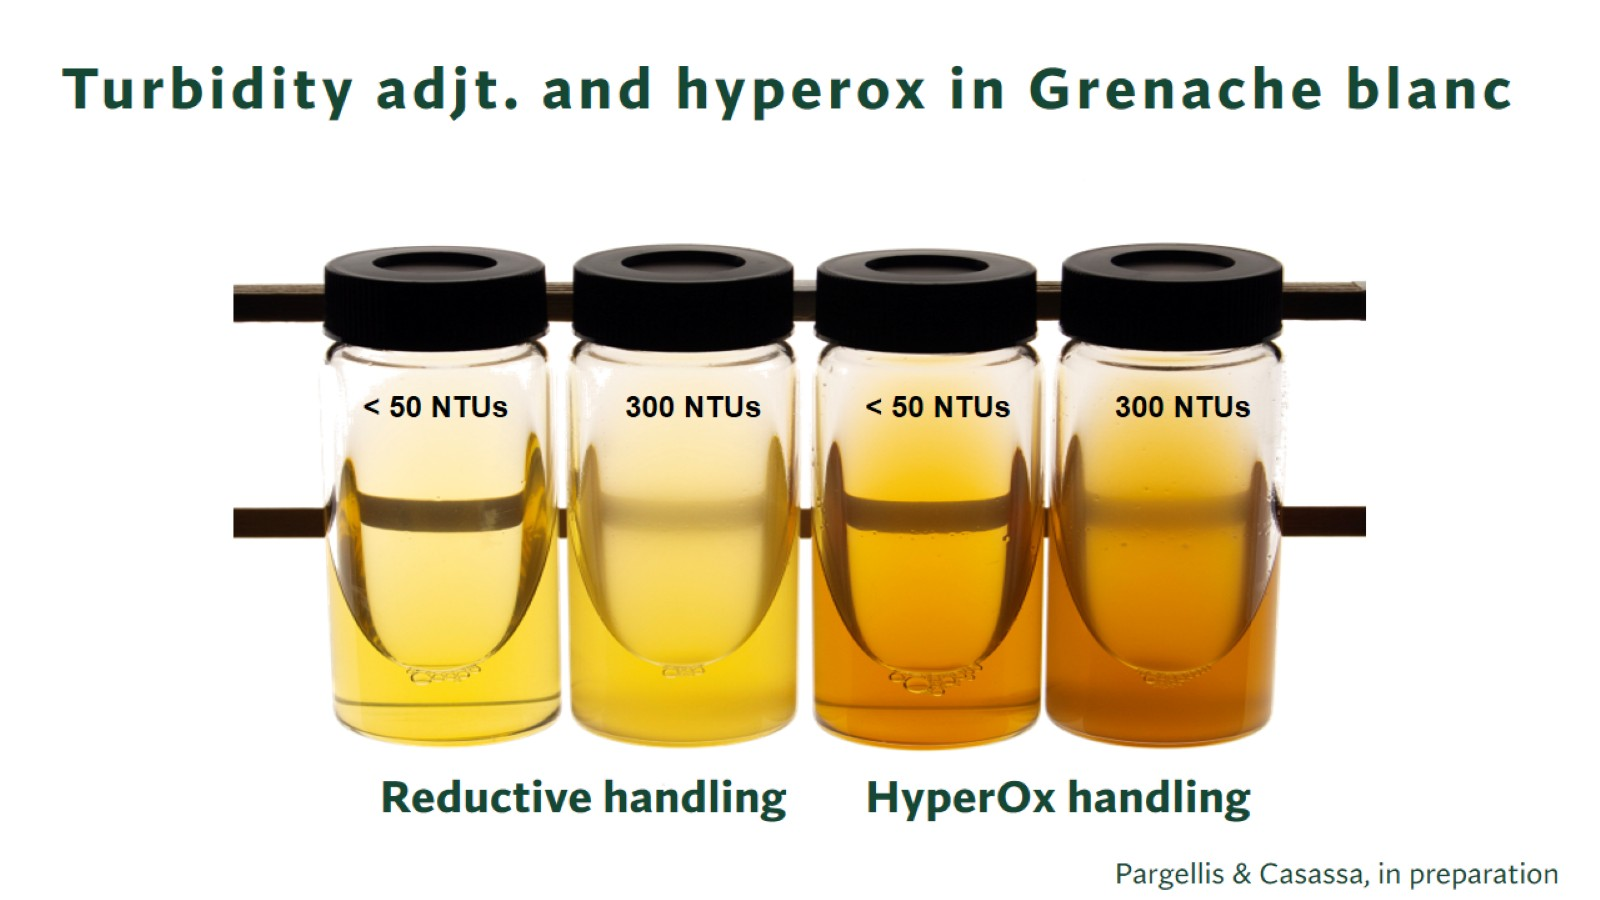 Turbidity adjt. and hyperox in Grenache blanc
< 50 NTUs
300 NTUs
< 50 NTUs
300 NTUs
Reductive handling
HyperOx handling
Pargellis & Casassa, in preparation